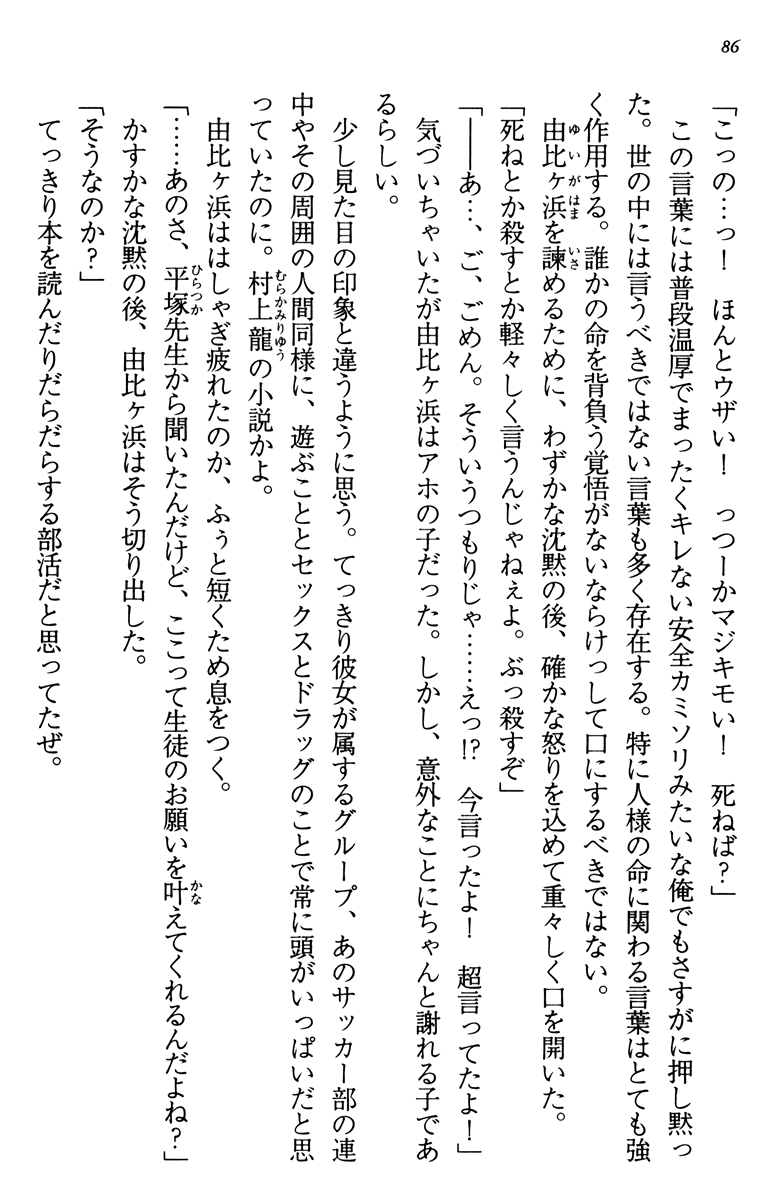 86
「こっの…っ！　ほんとウザい！　っつーかマジキモい！　死ねば？」
　この言葉には普段温厚でまったくキレない安全カミソリみたいな俺でもさすがに押し黙っ
た。世の中には言うべきではない言葉も多く存在する。特に人様の命に関わる言葉はとても強
く作用する。誰かの命を背負う覚悟がないならけっして口にするべきではない。
　由比ヶ浜を諫めるために、わずかな沈黙の後、確かな怒りを込めて重々しく口を開いた。
「死ねとか殺すとか軽々しく言うんじゃねぇよ。ぶっ殺すぞ」
「――あ…、ご、ごめん。そういうつもりじゃ……えっ!?　今言ったよ！　超言ってたよ！」
　気づいちゃいたが由比ヶ浜はアホの子だった。しかし、意外なことにちゃんと謝れる子であ
るらしい。
　少し見た目の印象と違うように思う。てっきり彼女が属するグループ、あのサッカー部の連
中やその周囲の人間同様に、遊ぶこととセックスとドラッグのことで常に頭がいっぱいだと思
っていたのに。村上龍の小説かよ。
　由比ヶ浜ははしゃぎ疲れたのか、ふぅと短くため息をつく。
「……あのさ、平塚先生から聞いたんだけど、ここって生徒のお願いを叶えてくれるんだよね？」
　かすかな沈黙の後、由比ヶ浜はそう切り出した。
「そうなのか？」
　てっきり本を読んだりだらだらする部活だと思ってたぜ。